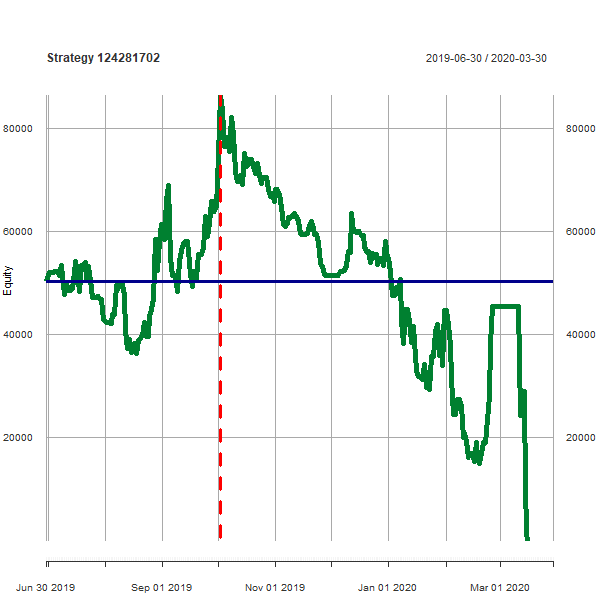 Strategy 124281702
2019-06-30 / 2020-03-30
80000
80000
60000
60000
Equity
40000
40000
20000
20000
Jun 30 2019
Sep 01 2019
Nov 01 2019
Jan 01 2020
Mar 01 2020